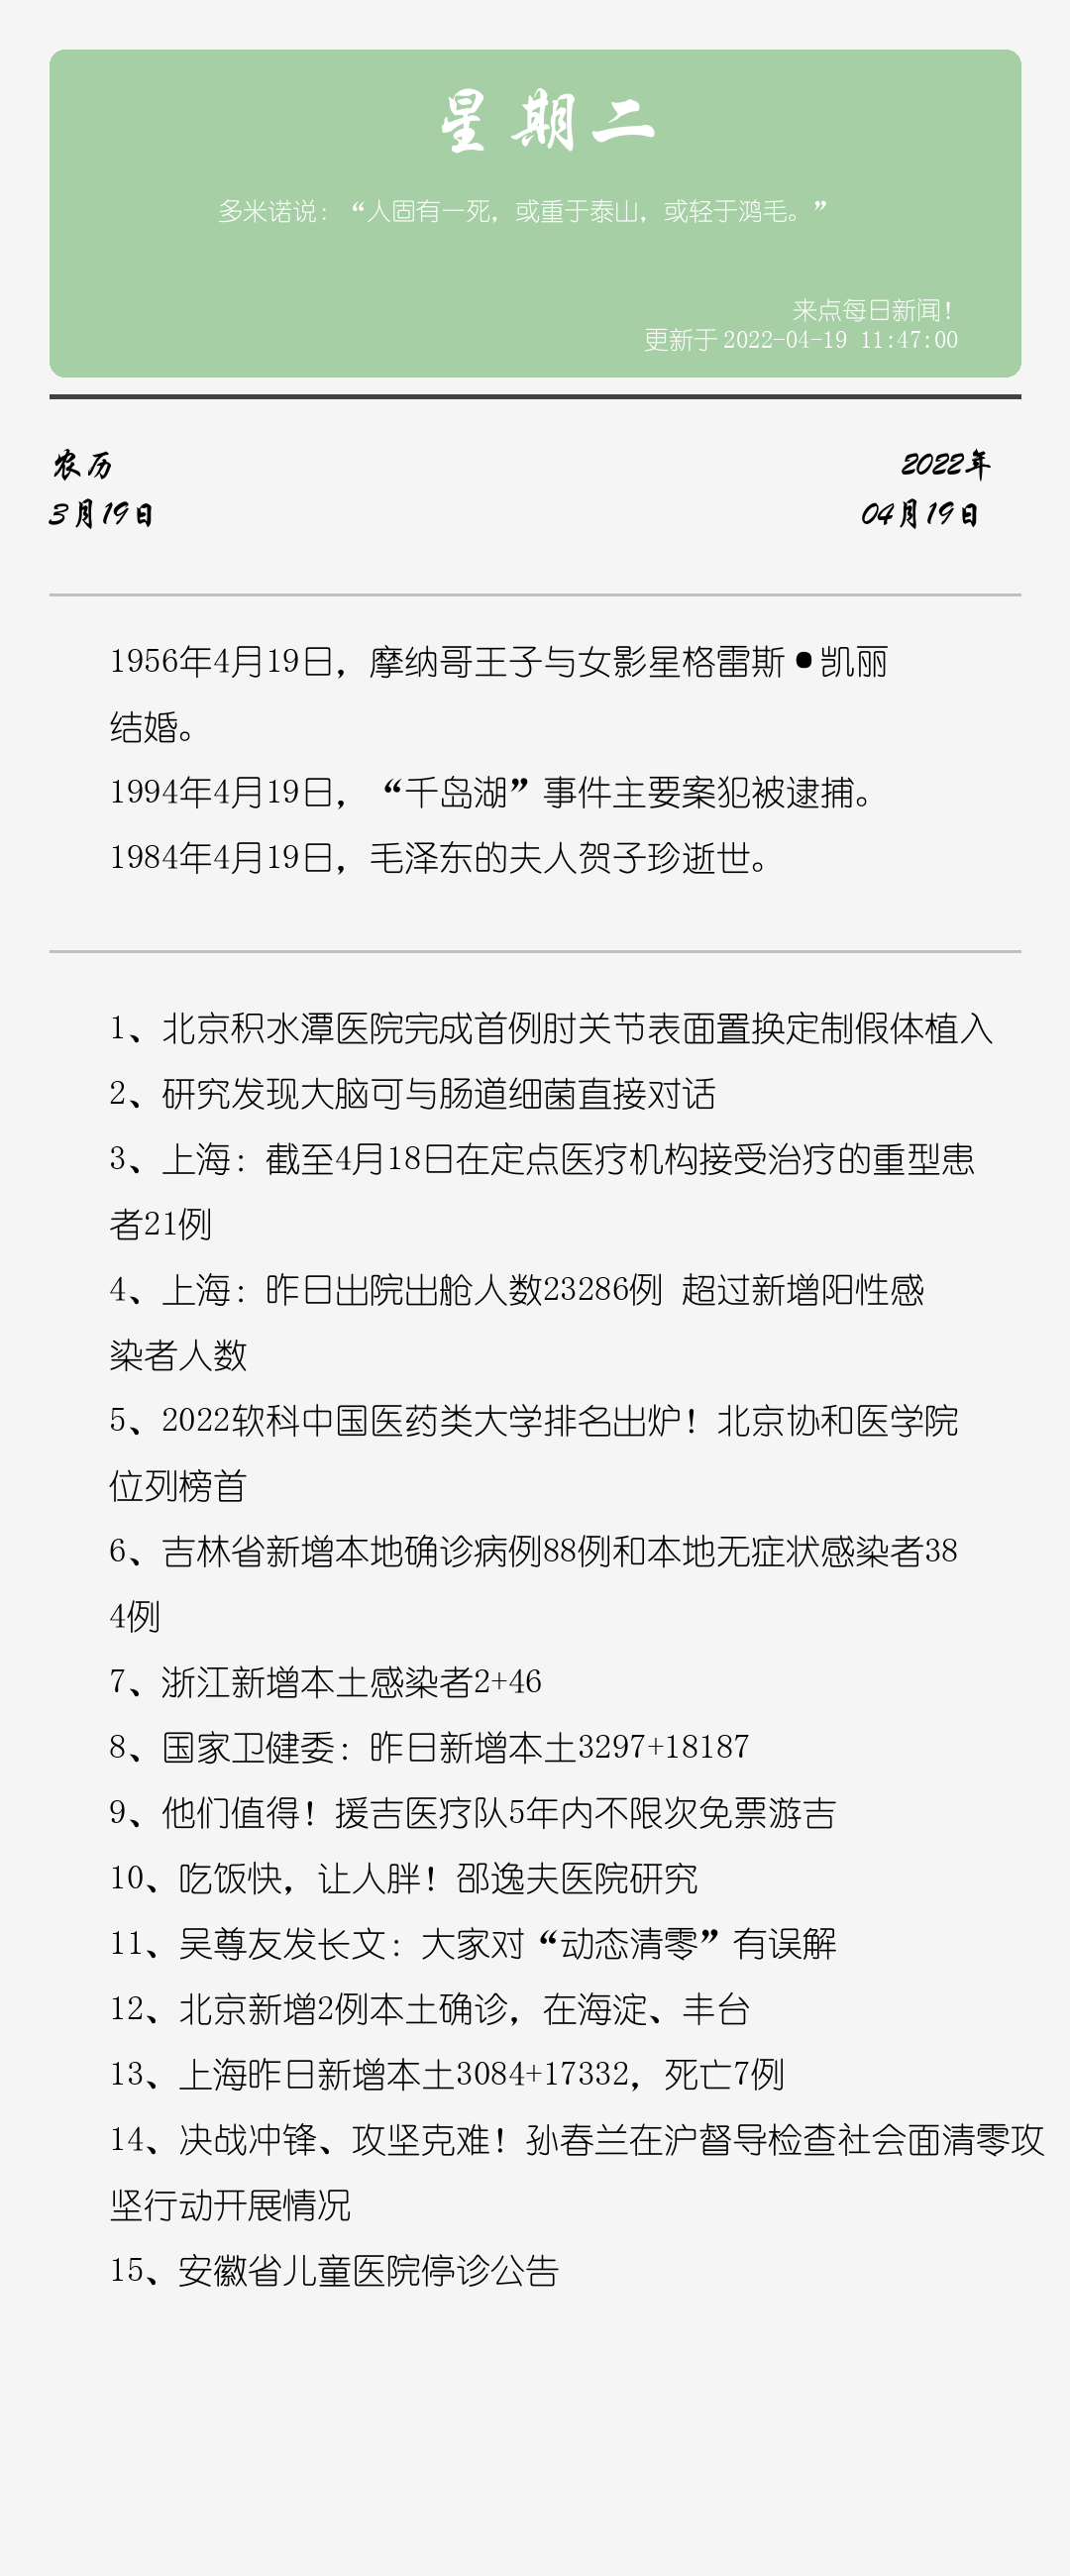 星期二
多米诺说：“人固有一死，或重于泰山，或轻于鸿毛。”
来点每日新闻！
更新于 2022-04-19 11:47:00
农历
3月19日
2022年
04月19日
1956年4月19日，摩纳哥王子与女影星格雷斯•凯丽
结婚。
1994年4月19日，“千岛湖”事件主要案犯被逮捕。
1984年4月19日，毛泽东的夫人贺子珍逝世。
1、北京积水潭医院完成首例肘关节表面置换定制假体植入
2、研究发现大脑可与肠道细菌直接对话
3、上海：截至4月18日在定点医疗机构接受治疗的重型患
者21例
4、上海：昨日出院出舱人数23286例 超过新增阳性感
染者人数
5、2022软科中国医药类大学排名出炉！北京协和医学院
位列榜首
6、吉林省新增本地确诊病例88例和本地无症状感染者38
4例
7、浙江新增本土感染者2+46
8、国家卫健委：昨日新增本土3297+18187
9、他们值得！援吉医疗队5年内不限次免票游吉
10、吃饭快，让人胖！邵逸夫医院研究
11、吴尊友发长文：大家对“动态清零”有误解
12、北京新增2例本土确诊，在海淀、丰台
13、上海昨日新增本土3084+17332，死亡7例
14、决战冲锋、攻坚克难！孙春兰在沪督导检查社会面清零攻
坚行动开展情况
15、安徽省儿童医院停诊公告